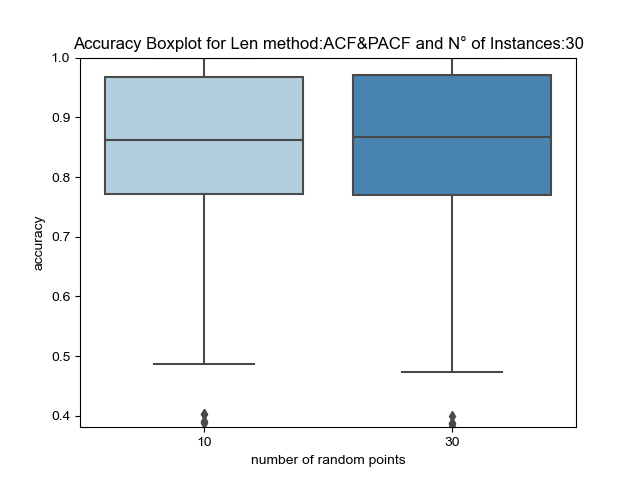 Accuracy Boxplot for Len method:ACF&PACF and N° of Instances:30
1.0
0.9
0.8
0.7
0.6
0.5
0.4
accuracy
10 30
number of random points